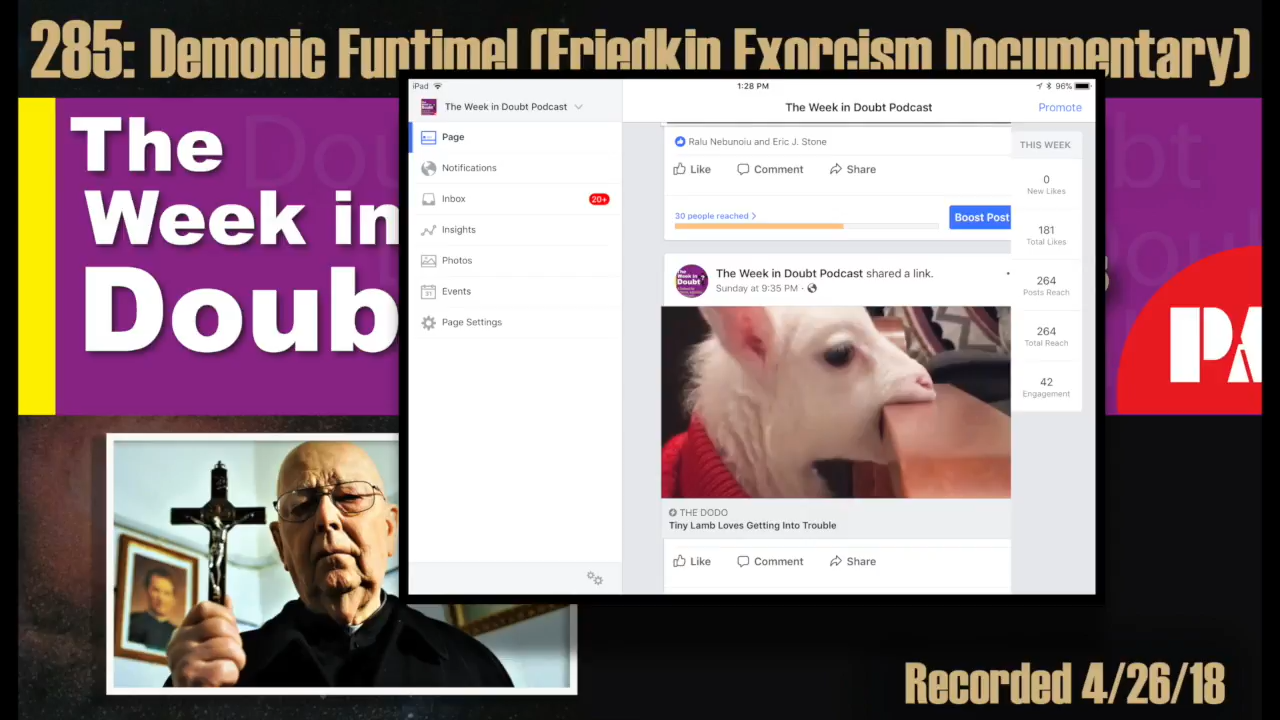 285: Demonic Funtime! (Friedkin Exorcism Documentary)
The
Week in
Doub
PA
iPad
1:28 PM
96%
The Week in Doubt Podcast
The Week in Doubt Podcast
Promote
Page
Notifications
Inbox
20+
Insights
Photos
Events
Page Settings
Ralu Nebunoiu and Eric J. Stone
Like
Comment
Share
30 people reached
Boost Post
The Week in Doubt Podcast shared a link.
Sunday at 9:35 PM
THE DODO
Tiny Lamb Loves Getting Into Trouble
Like
Comment
Share
THIS WEEK
0
New Likes
181
Total Likes
264
Posts Reach
264
Total Reach
42
Engagement
Recorded 4/26/18